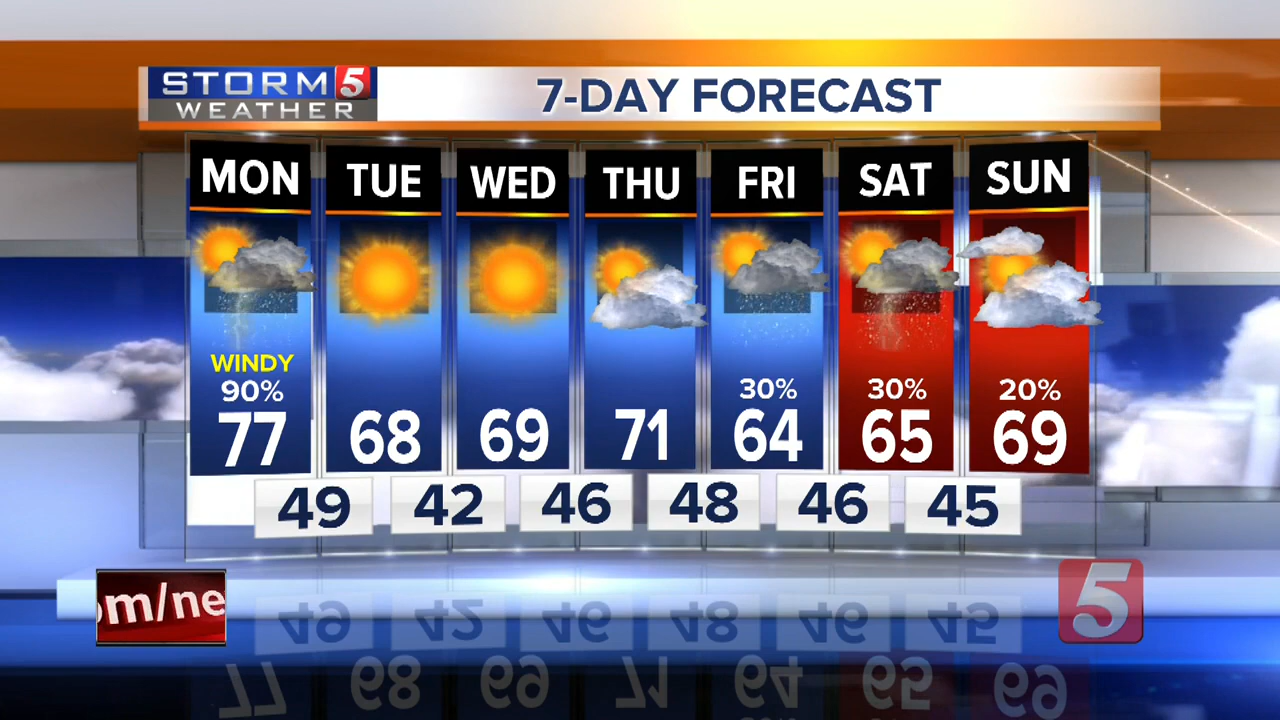 STORM 5
WEATHER
7-DAY FORECAST
MON TUE WED THU FRI SAT SUN
WINDY
90% 30% 30% 20%
77 68 69 71 64 65 69
49 42 46 48 46 45
om/ne
5